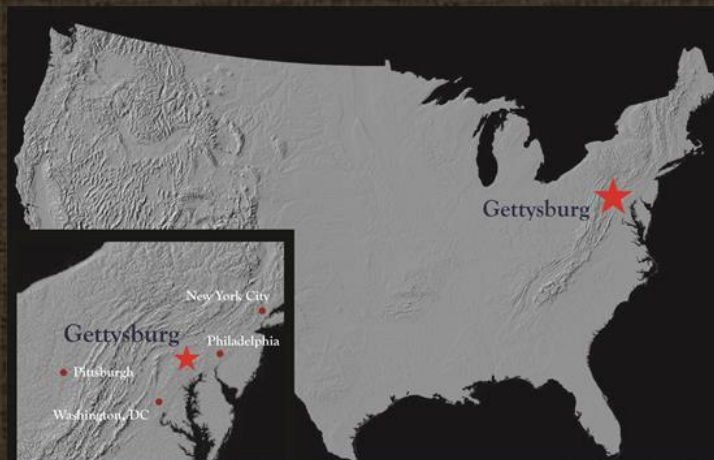 Gettysburg
New York City
Gettysburg
Philadelphia
Pittsburgh
Washington, DC